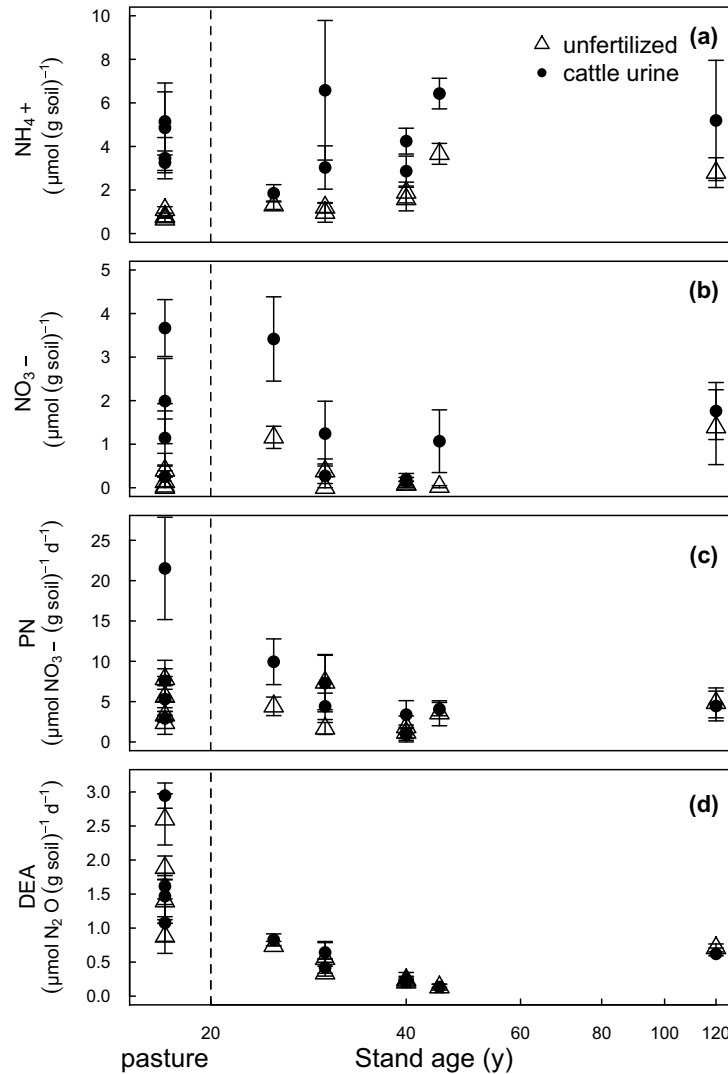 (a)
△ unfertilized
● cattle urine
NH₄ +
(μmol (g soil)⁻¹)
10
8
6
4
2
0
(b)
NO₃ −
(μmol (g soil)⁻¹)
5
4
3
2
1
0
(c)
PN
(μmol NO₃− (g soil)⁻¹ d⁻¹)
25
20
15
10
5
0
(d)
DEA
(μmol N₂ O (g soil)⁻¹ d⁻¹)
3.0
2.5
2.0
1.5
1.0
0.5
0.0
20 40 60 80 100 120
pasture Stand age (y)